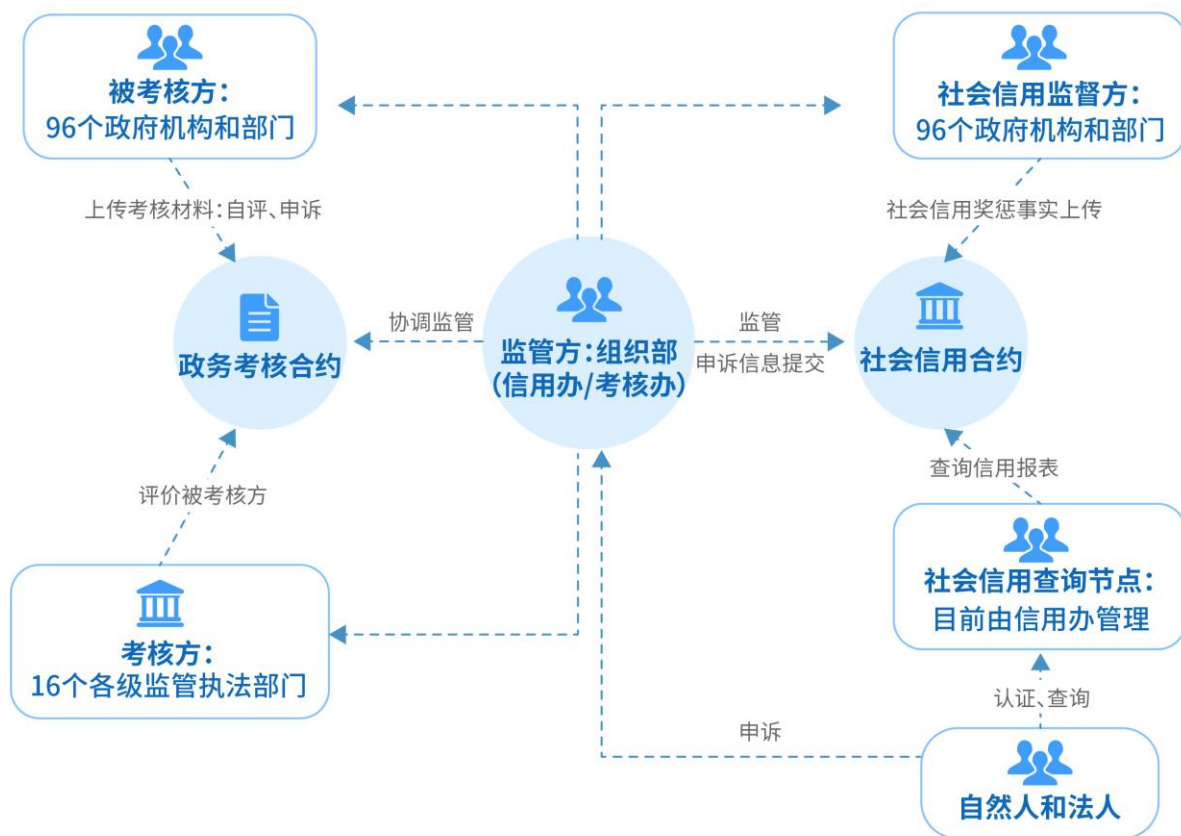 被考核方：
96个政府机构和部门
社会信用监督方：
96个政府机构和部门
上传考核材料：自评、申诉
社会信用奖惩事实上传
协调监管
监管
申诉信息提交
政务考核合约
监管方：组织部
（信用办/考核办）
社会信用合约
评价被考核方
查询信用报表
考核方：
16个各级监管执法部门
社会信用查询节点：
目前由信用办管理
认证、查询
申诉
自然人和法人